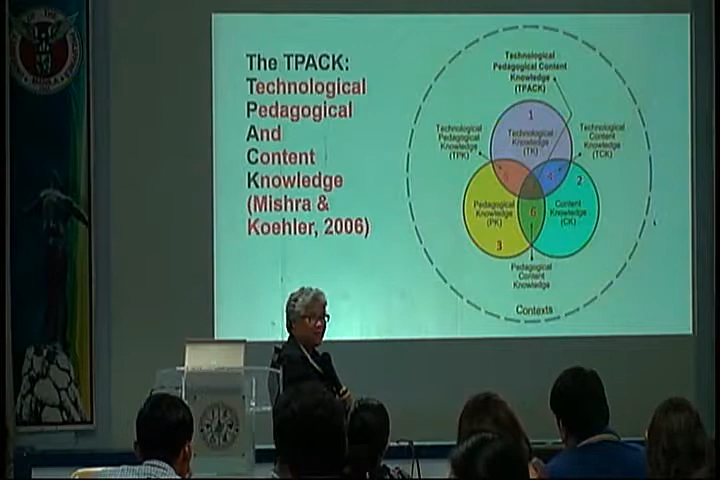 The TPACK:
Technological
Pedagogical
And
Content
Knowledge
(Mishra &
Koehler, 2006)
Technological
Pedagogical Content
Knowledge
(TPACK)
Technological
Pedagogical
Knowledge
(TPK)
1
Technological
Knowledge
(TK)
Technological
Content
Knowledge
(TCK)
5
4
2
Pedagogical
Knowledge
(PK)
6
Content
Knowledge
(CK)
3
Pedagogical
Content
Knowledge
Contexts